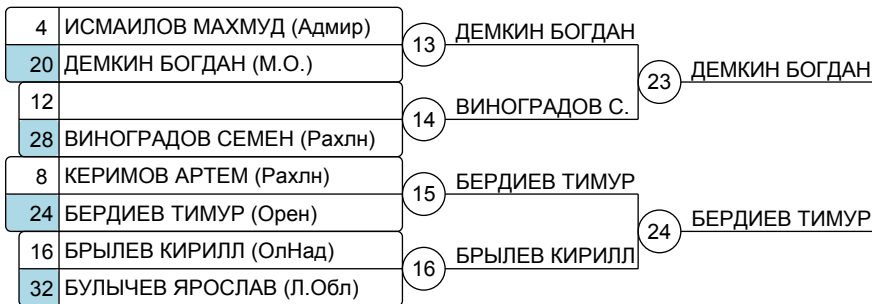 4 ИСМАИЛОВ МАХМУД (Адмир)
20 ДЕМКИН БОГДАН (М.О.)
13 ДЕМКИН БОГДАН
12
28 ВИНОГРАДОВ СЕМЕН (Рахлн)
14 ВИНОГРАДОВ С.
23 ДЕМКИН БОГДАН
8 КЕРИМОВ АРТЕМ (Рахлн)
24 БЕРДИЕВ ТИМУР (Орен)
15 БЕРДИЕВ ТИМУР
16 БРЫЛЕВ КИРИЛЛ (ОлНад)
32 БУЛЫЧЕВ ЯРОСЛАВ (Л.Обл)
16 БРЫЛЕВ КИРИЛЛ
24 БЕРДИЕВ ТИМУР